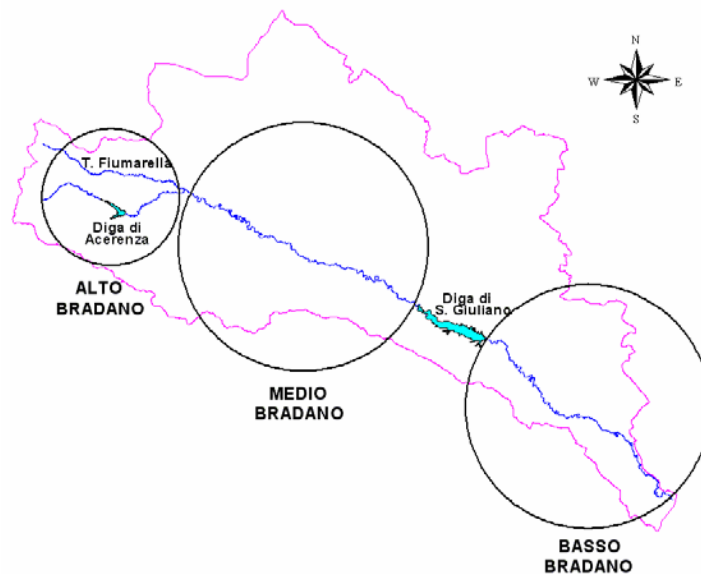 N
W E
S
T. Fiumarella
Diga di
Acerenza
ALTO
BRADANO
Diga di
S. Giuliano
MEDIO
BRADANO
BASSO
BRADANO